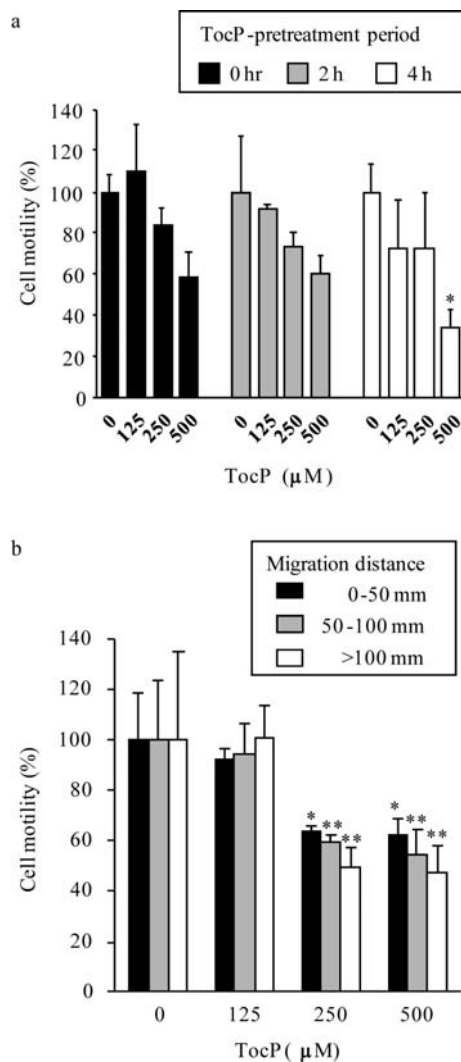 a
TocP-pretreatment period
0 hr 2 h 4 h
140
120
100
80
60
40
20
0
Cell motility (%)
*
0 125 250 500 0 125 250 500 0 125 250 500
TocP (μM)
b
Migration distance
0-50 mm
50-100 mm
>100 mm
140
120
100
80
60
40
20
0
Cell motility (%)
* ** ** * ** **
0 125 250 500
TocP( μM)